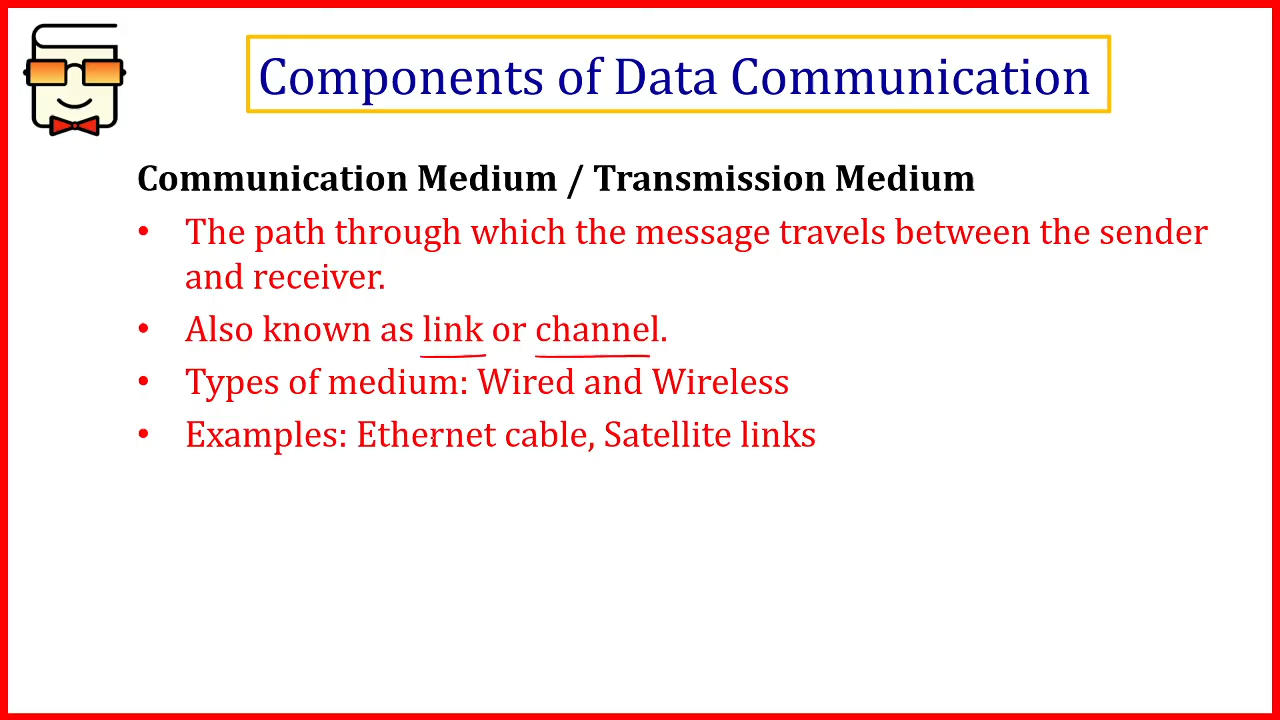 Components of Data Communication
Communication Medium / Transmission Medium
• The path through which the message travels between the sender
and receiver.
• Also known as link or channel.
• Types of medium: Wired and Wireless
• Examples: Ethernet cable, Satellite links